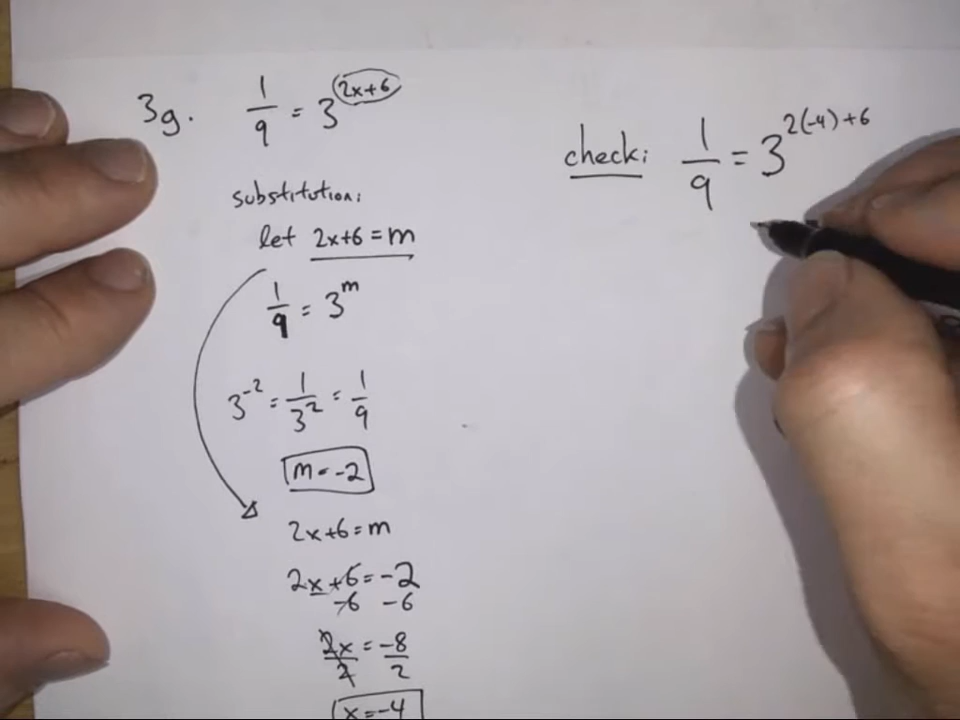 3g. 1/9 = 3^(2x+6)
substitution:
let 2x+6 = m
1/9 = 3^m
3^-2 = 1/3^2 = 1/9
m = -2
2x+6 = m
2x+6 = -2
-6 -6
2x/2 = -8/2
x = -4
check: 1/9 = 3^(2(-4)+6)